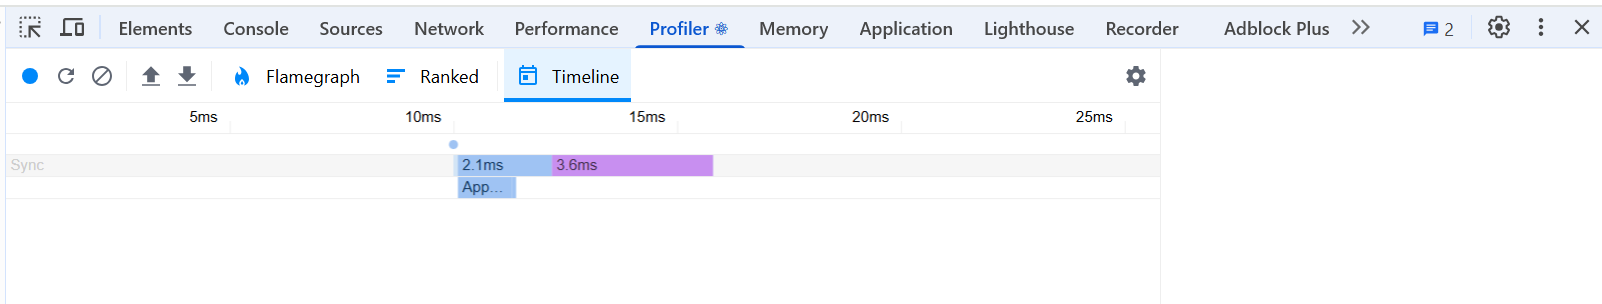 Elements Console Sources Network Performance Profiler ⚛ Memory Application Lighthouse Recorder Adblock Plus 2
Flamegraph Ranked Timeline
5ms 10ms 15ms 20ms 25ms
Sync 2.1ms 3.6ms
App...